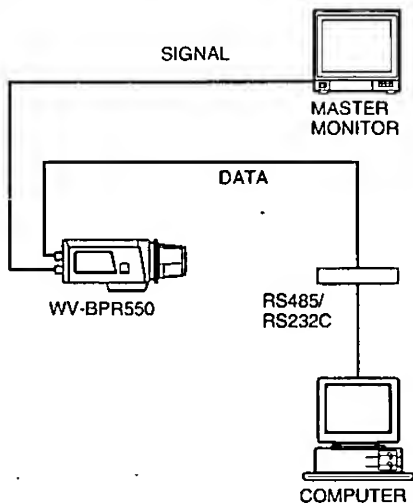 SIGNAL
MASTER
MONITOR
DATA
WV-BPR550
RS485/
RS232C
COMPUTER